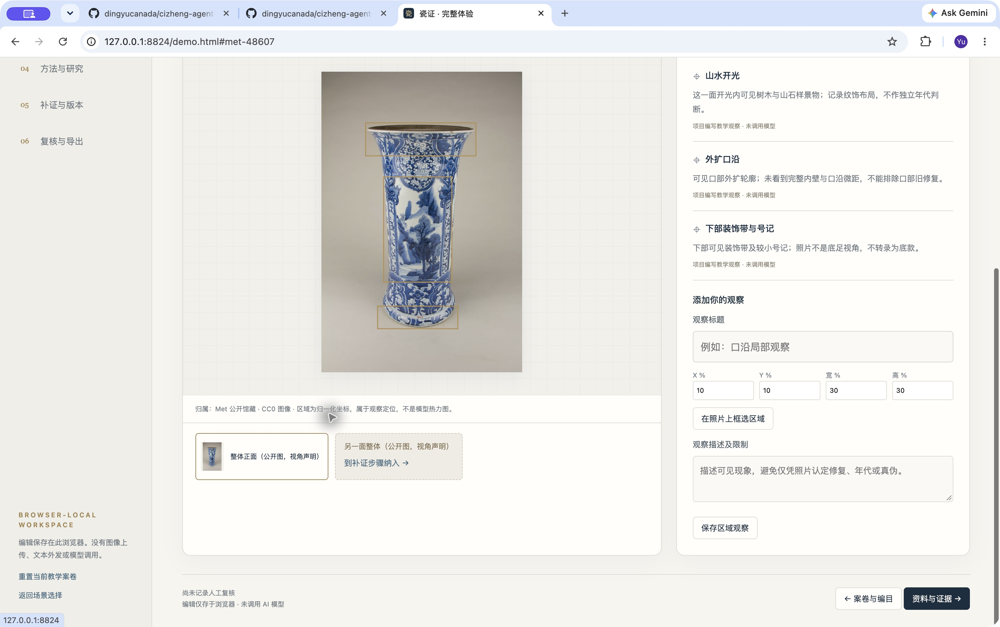 dingyucanada/cizheng-agent
dingyucanada/cizheng-agent
瓷
瓷证 · 完整体验
Ask Gemini
127.0.0.1:8824/demo.html#met-48607
Yu
04 方法与研究
05 补证与版本
06 复核与导出
BROWSER-LOCAL
WORKSPACE
编辑保存在此浏览器。没有图像上
传、文本外发或模型调用。
重置当前教学案卷
返回场景选择
127.0.0.1:8824
归属：Met 公开馆藏 · CC0 图像 · 区域为归一化坐标，属于观察定位，不是模型热力图。
整体正面（公开图，视角声明）
另一面整体（公开图，视角声明）
到补证步骤纳入 →
山水开光
这一面开光内可见树木与山石样景物；记录纹饰布局，不作独立年代判
断。
项目编写教学观察 · 未调用模型
外扩口沿
可见口部外扩轮廓；未看到完整内壁与口沿微距，不能排除口部旧修复。
项目编写教学观察 · 未调用模型
下部装饰带与号记
下部可见装饰带及较小号记；照片不是底足视角，不转录为底款。
项目编写教学观察 · 未调用模型
添加你的观察
观察标题
例如：口沿局部观察
X % Y % 宽 % 高 %
10 10 30 30
在照片上框选区域
观察描述及限制
描述可见现象，避免仅凭照片认定修复、年代或真伪。
保存区域观察
尚未记录人工复核
编辑仅存于浏览器 · 未调用 AI 模型
← 案卷与编目
资料与证据 →